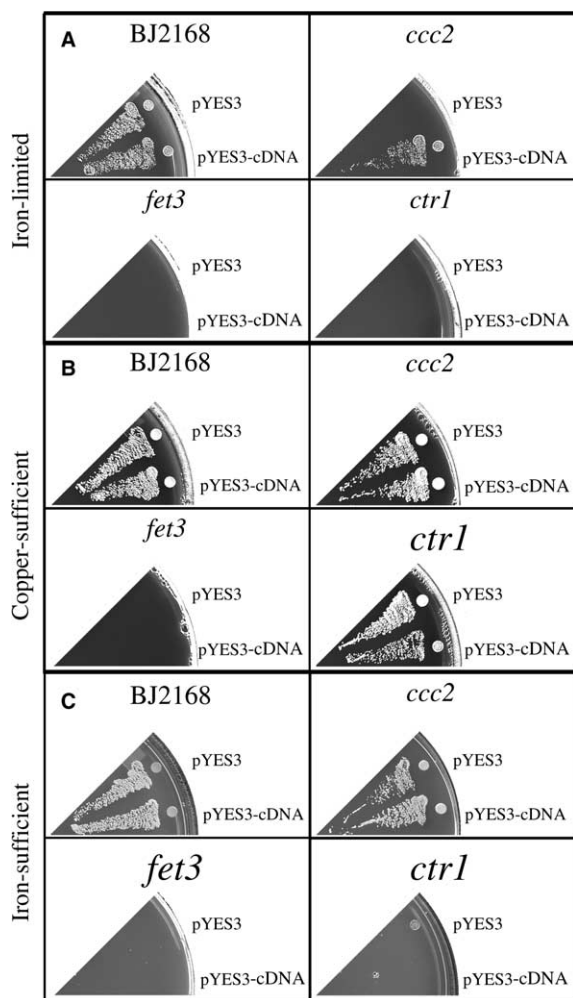 A
BJ2168
ccc2
pYES3
pYES3-cDNA
pYES3
pYES3-cDNA
fet3
ctr1
pYES3
pYES3-cDNA
pYES3
pYES3-cDNA
Iron-limited
B
BJ2168
ccc2
pYES3
pYES3-cDNA
pYES3
pYES3-cDNA
fet3
ctr1
pYES3
pYES3-cDNA
pYES3
pYES3-cDNA
Copper-sufficient
C
BJ2168
ccc2
pYES3
pYES3-cDNA
pYES3
pYES3-cDNA
fet3
ctr1
pYES3
pYES3-cDNA
pYES3
pYES3-cDNA
Iron-sufficient